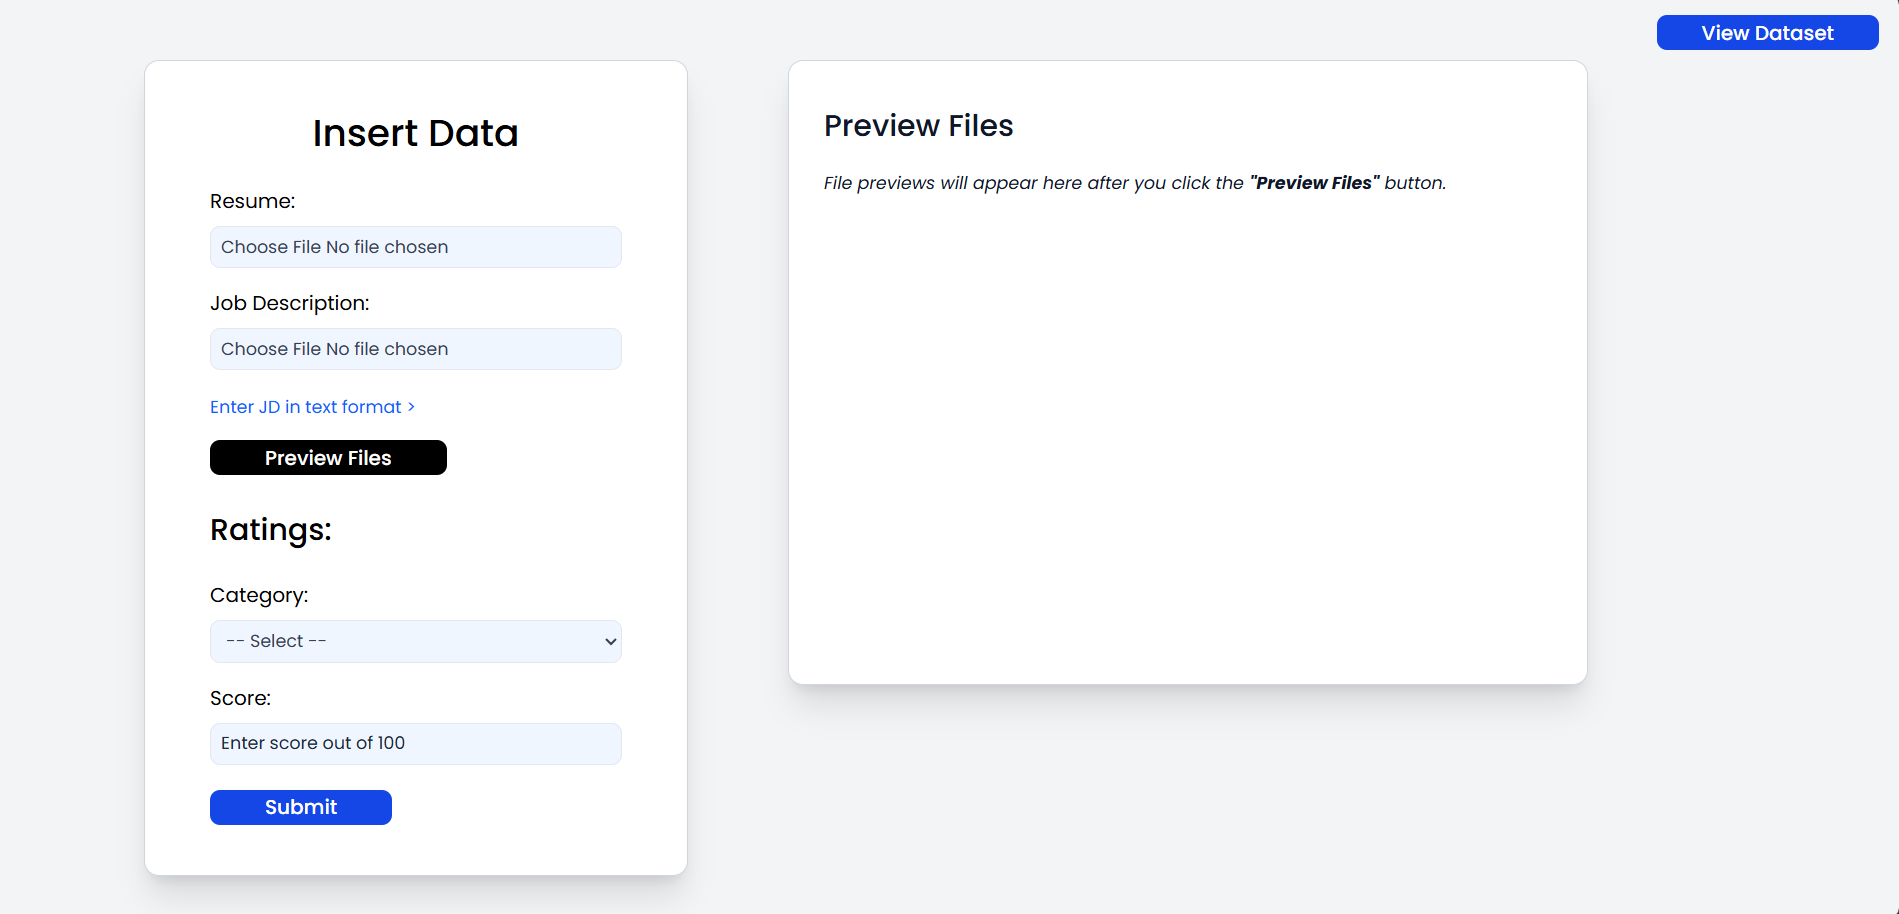 View Dataset
Insert Data
Resume:
Choose File No file chosen
Job Description:
Choose File No file chosen
Enter JD in text format >
Preview Files
Ratings:
Category:
-- Select --
Score:
Enter score out of 100
Submit
Preview Files
File previews will appear here after you click the "Preview Files" button.